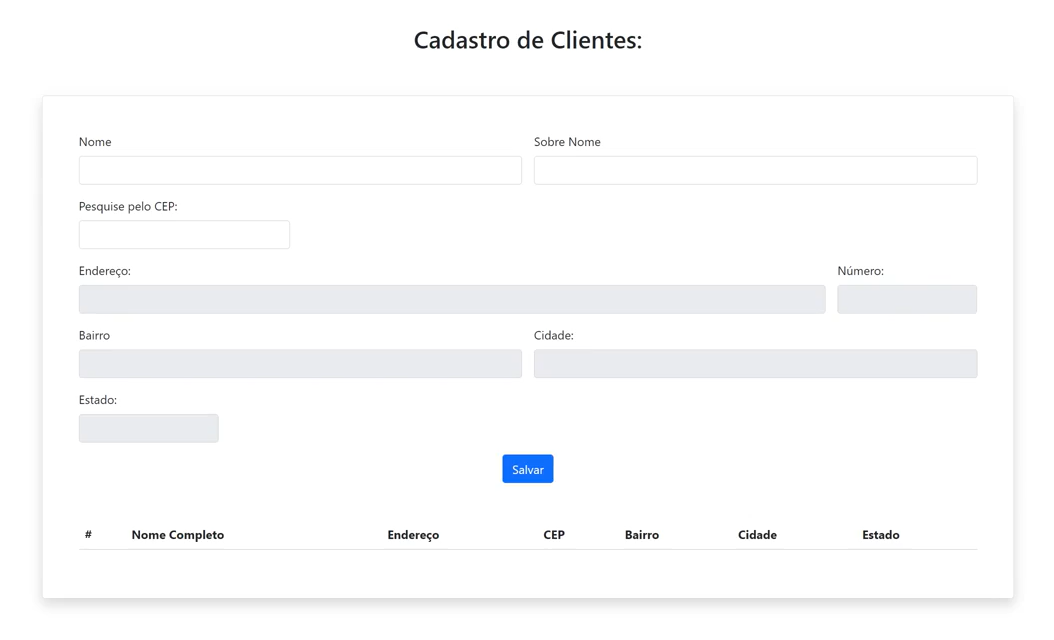 Cadastro de Clientes:
Nome Sobre Nome
Pesquise pelo CEP:
Endereço: Número:
Bairro Cidade:
Estado:
Salvar
# Nome Completo Endereço CEP Bairro Cidade Estado